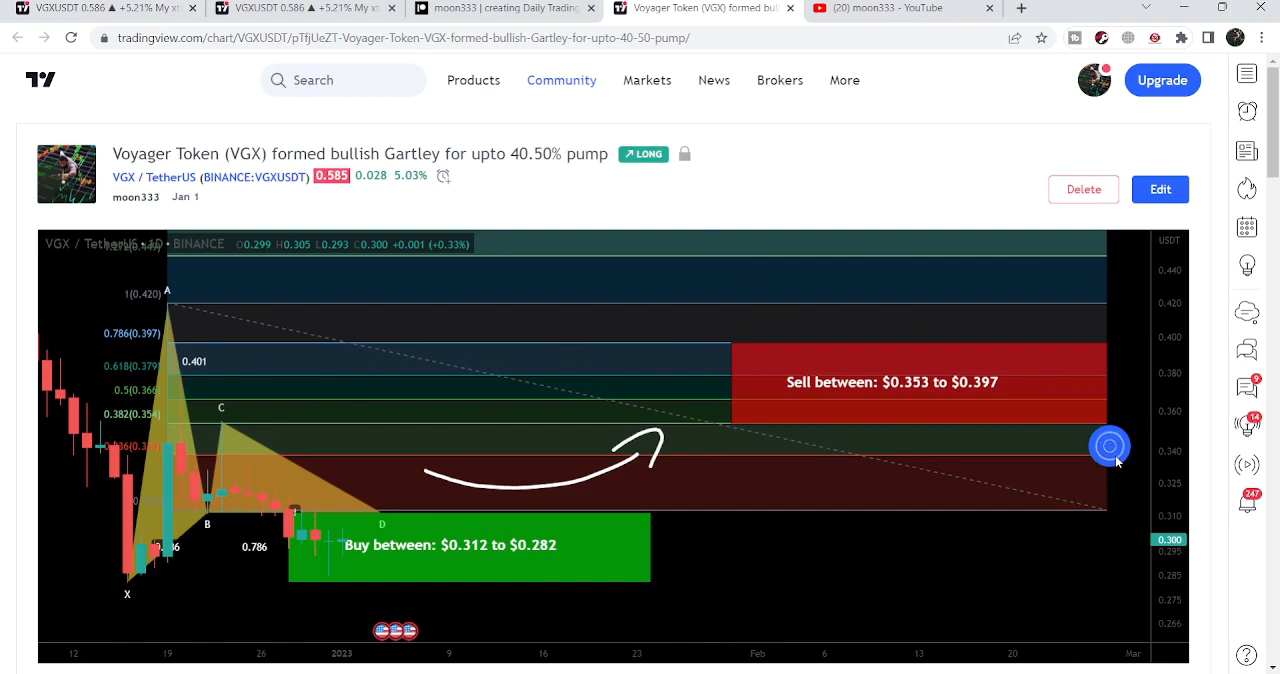 VGXUSDT 0.586 ▲ +5.21% My xt
VGXUSDT 0.586 ▲ +5.21% My xt
moon333 | creating Daily Trading
Voyager Token (VGX) formed bull
(20) moon333 - YouTube
tradingview.com/chart/VGXUSDT/pTfjUeZT-Voyager-Token-VGX-formed-bullish-Gartley-for-upto-40-50-pump/
Search
Products
Community
Markets
News
Brokers
More
Upgrade
Voyager Token (VGX) formed bullish Gartley for upto 40.50% pump
LONG
VGX / TetherUS (BINANCE:VGXUSDT) 0.585 0.028 5.03%
moon333 Jan 1
Delete
Edit
VGX / TetherUS • 1D • BINANCE O0.299 H0.305 L0.293 C0.300 +0.001 (+0.33%)
USDT
0.440
A
1(0.420)
0.420
0.786(0.397)
0.400
0.401
0.618(0.379)
0.380
Sell between: $0.353 to $0.397
0.5(0.366)
C
0.382(0.354)
0.360
0.340
0.325
0.310
B
D
0.786
Buy between: $0.312 to $0.282
0.300
0.295
0.285
X
0.275
0.266
12
19
26
2023
9
16
23
Feb
6
13
20
Mar
9
14
247